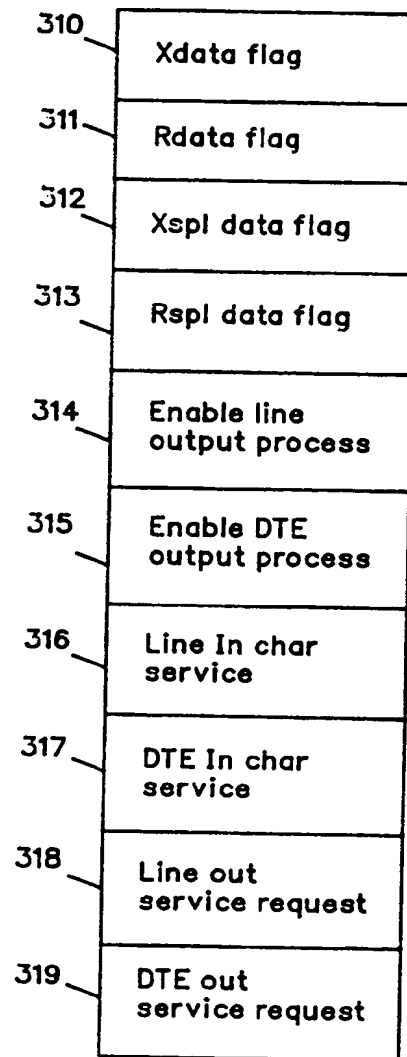 310
Xdata flag
311
Rdata flag
312
Xspl data flag
313
Rspl data flag
314
Enable line
output process
315
Enable DTE
output process
316
Line In char
service
317
DTE In char
service
318
Line out
service request
319
DTE out
service request